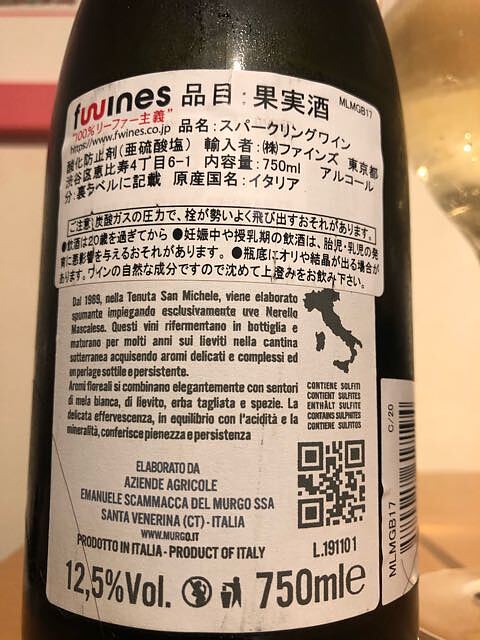 fwines 品目:果実酒 MLMGB17
"100%リーファー主義"
https://www.fwines.co.jp 品名:スパークリングワイン
酸化防止剤(亜硫酸塩) 輸入者:㈱ファインズ 東京都
渋谷区恵比寿4丁目6-1 内容量:750ml アルコール
分:裏ラベルに記載 原産国名:イタリア
ご注意 炭酸ガスの圧力で、栓が勢いよく飛び出すおそれがあります。
●飲酒は20歳を過ぎてから ●妊娠中や授乳期の飲酒は、胎児・乳児の発
育に悪影響を与えるおそれがあります。 ●瓶底にオリや結晶が出る場合が
あります。ワインの自然な成分ですので沈めて上澄みをお飲み下さい。
Dal 1989, nella Tenuta San Michele, viene elaborato
spumante impiegando esclusivamente uve Nerello
Mascalese. Questi vini rifermentano in bottiglia e
maturano per molti anni sui lieviti nella cantina
sotterranea acquisendo aromi delicati e complessi ed
un perlage sottile e persistente.
Aromi floreali si combinano elegantemente con sentori
di mela bianca, di lievito, erba tagliata e spezie. La
delicata effervescenza, in equilibrio con l'acidità e la
mineralità, conferisce pienezza e persistenza
CONTIENE SOLFITI
CONTIENT SULFITES
ENTHÄLT SULFITE
CONTAINS SULPHITES
CONTIENE SULFITOS
ELABORATO DA
AZIENDE AGRICOLE
EMANUELE SCAMMACCA DEL MURGO SSA
SANTA VENERINA (CT) - ITALIA
WWW.MURGO.IT
PRODOTTO IN ITALIA - PRODUCT OF ITALY
L.191101
12,5%Vol. 750mle
MLMGB17 C/20